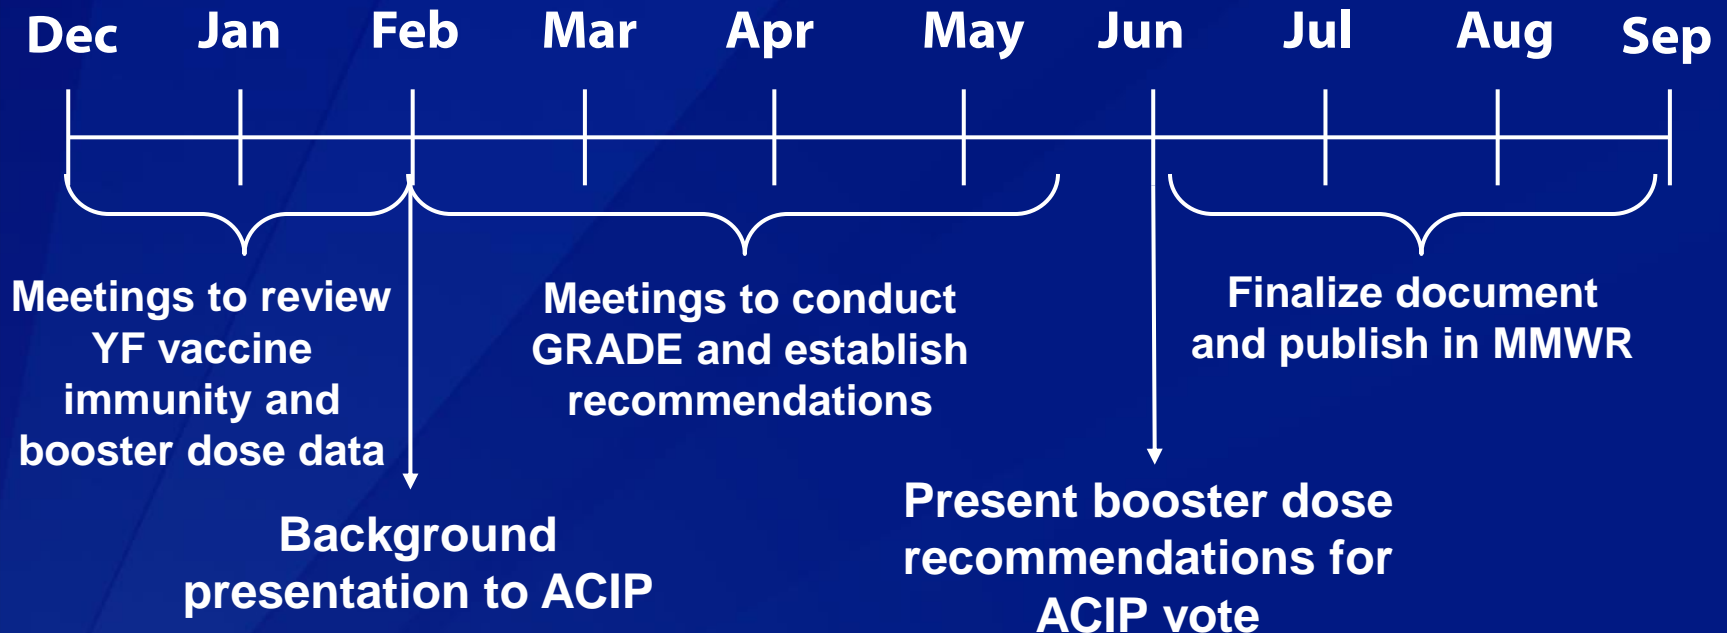 Dec Jan Feb Mar Apr May Jun Jul Aug Sep
Meetings to review
YF vaccine
immunity and
booster dose data
Meetings to conduct
GRADE and establish
recommendations
Finalize document
and publish in MMWR
Background
presentation to ACIP
Present booster dose
recommendations for
ACIP vote